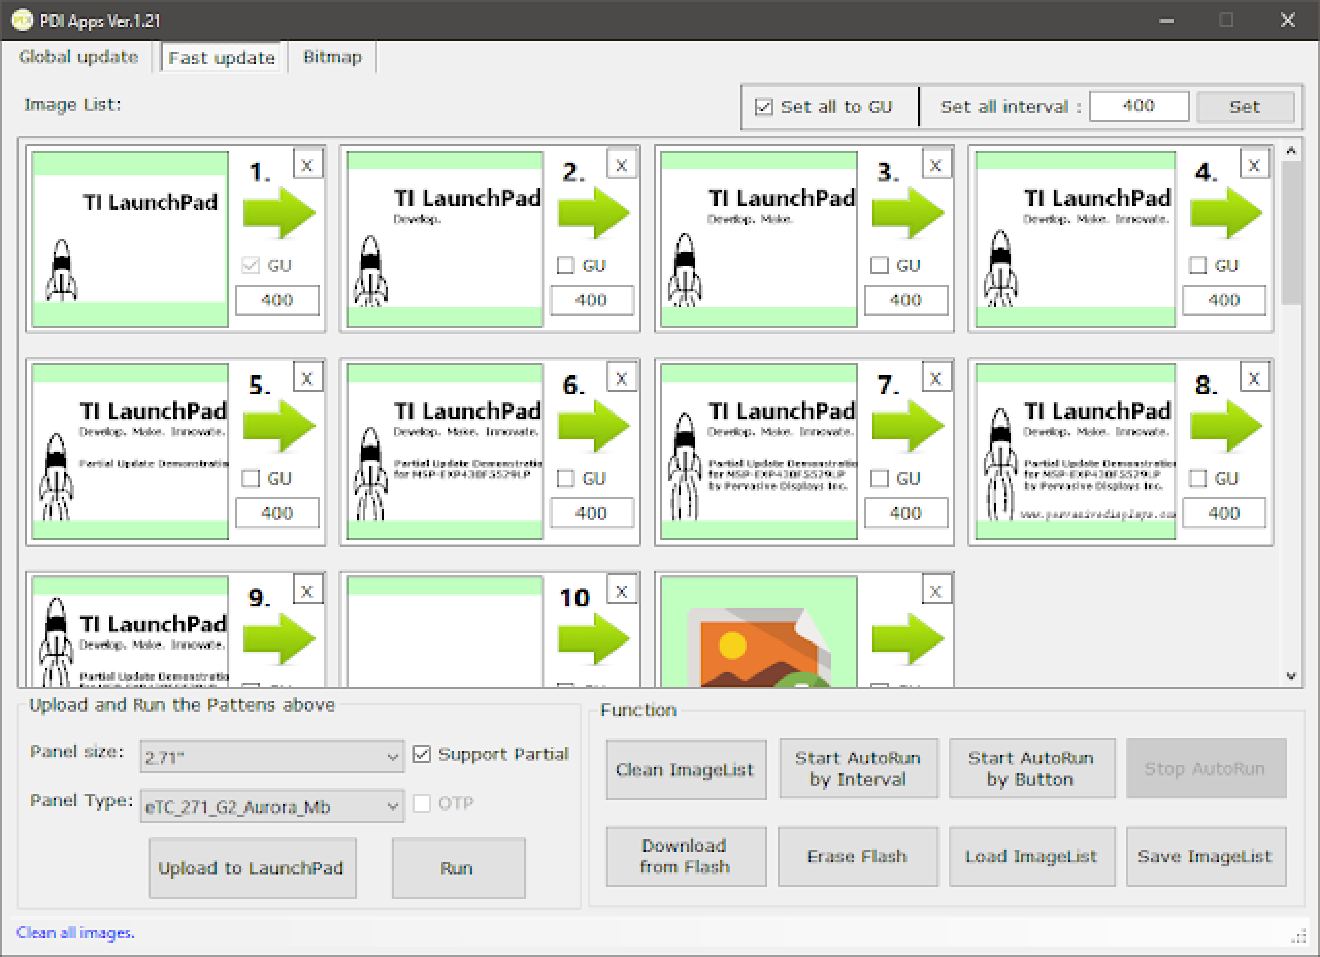 PDI Apps Ver.1.21
Global update
Fast update
Bitmap
Image List:
Set all to GU
Set all interval :
400
Set
TI LaunchPad
1.
X
GU
400
TI LaunchPad
Develop.
2.
X
GU
400
TI LaunchPad
Develop. Make.
3.
X
GU
400
TI LaunchPad
Develop. Make. Innovate.
4.
X
GU
400
TI LaunchPad
Develop. Make. Innovate.
Partial Update Demonstratio
5.
X
GU
400
TI LaunchPad
Develop. Make. Innovate.
Partial Update Demonstration
for MSP-EXP430F5529LP
6.
X
GU
400
TI LaunchPad
Develop. Make. Innovate.
Partial Update Demonstratio
for MSP-EXP430F5529LP
by Pervasive Displays Inc.
7.
X
GU
400
TI LaunchPad
Develop. Make. Innovate.
Partial Update Demonstration
for MSP-EXP430F5529LP
by Pervasive Displays Inc.
www.pervasivedisplays.com
8.
X
GU
400
TI LaunchPad
Develop. Make. Innovate.
Partial Update Demonstratio
9.
X
10
X
X
Upload and Run the Pattens above
Panel size:
2.71"
Support Partial
Panel Type:
eTC_271_G2_Aurora_Mb
OTP
Upload to LaunchPad
Run
Function
Clean ImageList
Start AutoRun
by Interval
Start AutoRun
by Button
Stop AutoRun
Download
from Flash
Erase Flash
Load ImageList
Save ImageList
Clean all images.